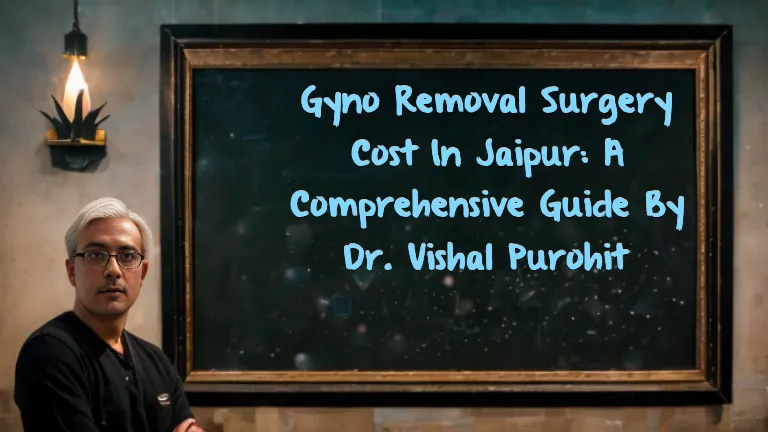 Gyno Removal Surgery
Cost In Jaipur: A
Comprehensive Guide By
Dr. Vishal Purohit